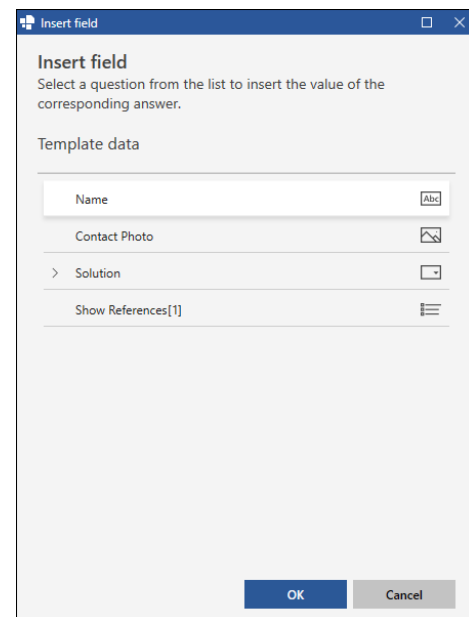 Insert field
Insert field
Select a question from the list to insert the value of the
corresponding answer.
Template data
Name
Abc
Contact Photo
Solution
Show References[1]
OK
Cancel